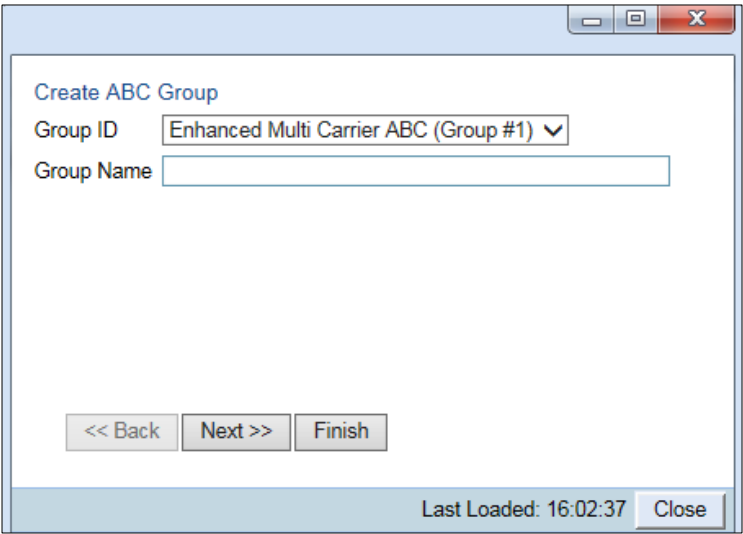 Create ABC Group
Group ID Enhanced Multi Carrier ABC (Group #1)
Group Name
<< Back Next >> Finish
Last Loaded: 16:02:37 Close